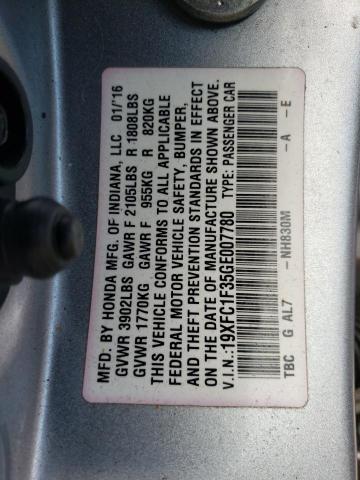 MFD. BY HONDA MFG. OF INDIANA, LLC 01/'16
GVWR 3902LBS GAWR F 2105LBS R 1808LBS
GVWR 1770KG GAWR F 955KG R 820KG
THIS VEHICLE CONFORMS TO ALL APPLICABLE
FEDERAL MOTOR VEHICLE SAFETY, BUMPER,
AND THEFT PREVENTION STANDARDS IN EFFECT
ON THE DATE OF MANUFACTURE SHOWN ABOVE.
V.I.N.:19XFC1F35GE007780 TYPE: PASSENGER CAR
TBC G AL7 -NH830M -A -E